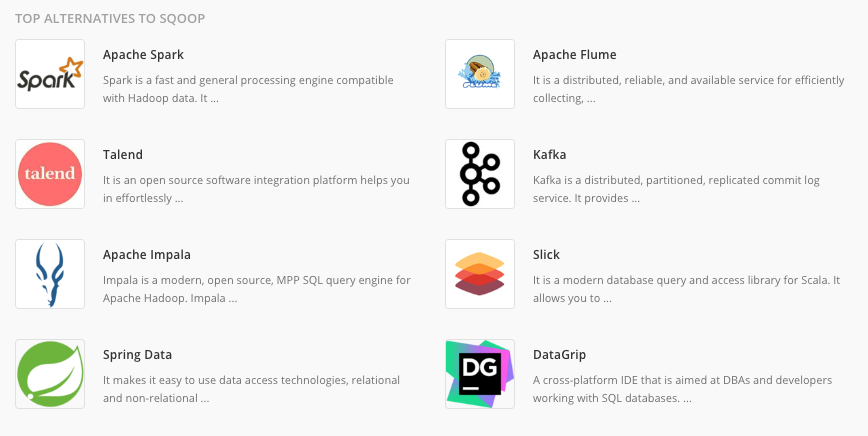 TOP ALTERNATIVES TO SQOOP
Spark
Apache Spark
Spark is a fast and general processing engine compatible
with Hadoop data. It ...
Apache Flume
It is a distributed, reliable, and available service for efficiently
collecting, ...
talend
Talend
It is an open source software integration platform helps you
in effortlessly ...
Kafka
Kafka is a distributed, partitioned, replicated commit log
service. It provides ...
Apache Impala
Impala is a modern, open source, MPP SQL query engine for
Apache Hadoop. Impala ...
Slick
It is a modern database query and access library for Scala. It
allows you to ...
Spring Data
It makes it easy to use data access technologies, relational
and non-relational ...
DG
DataGrip
A cross-platform IDE that is aimed at DBAs and developers
working with SQL databases. ...